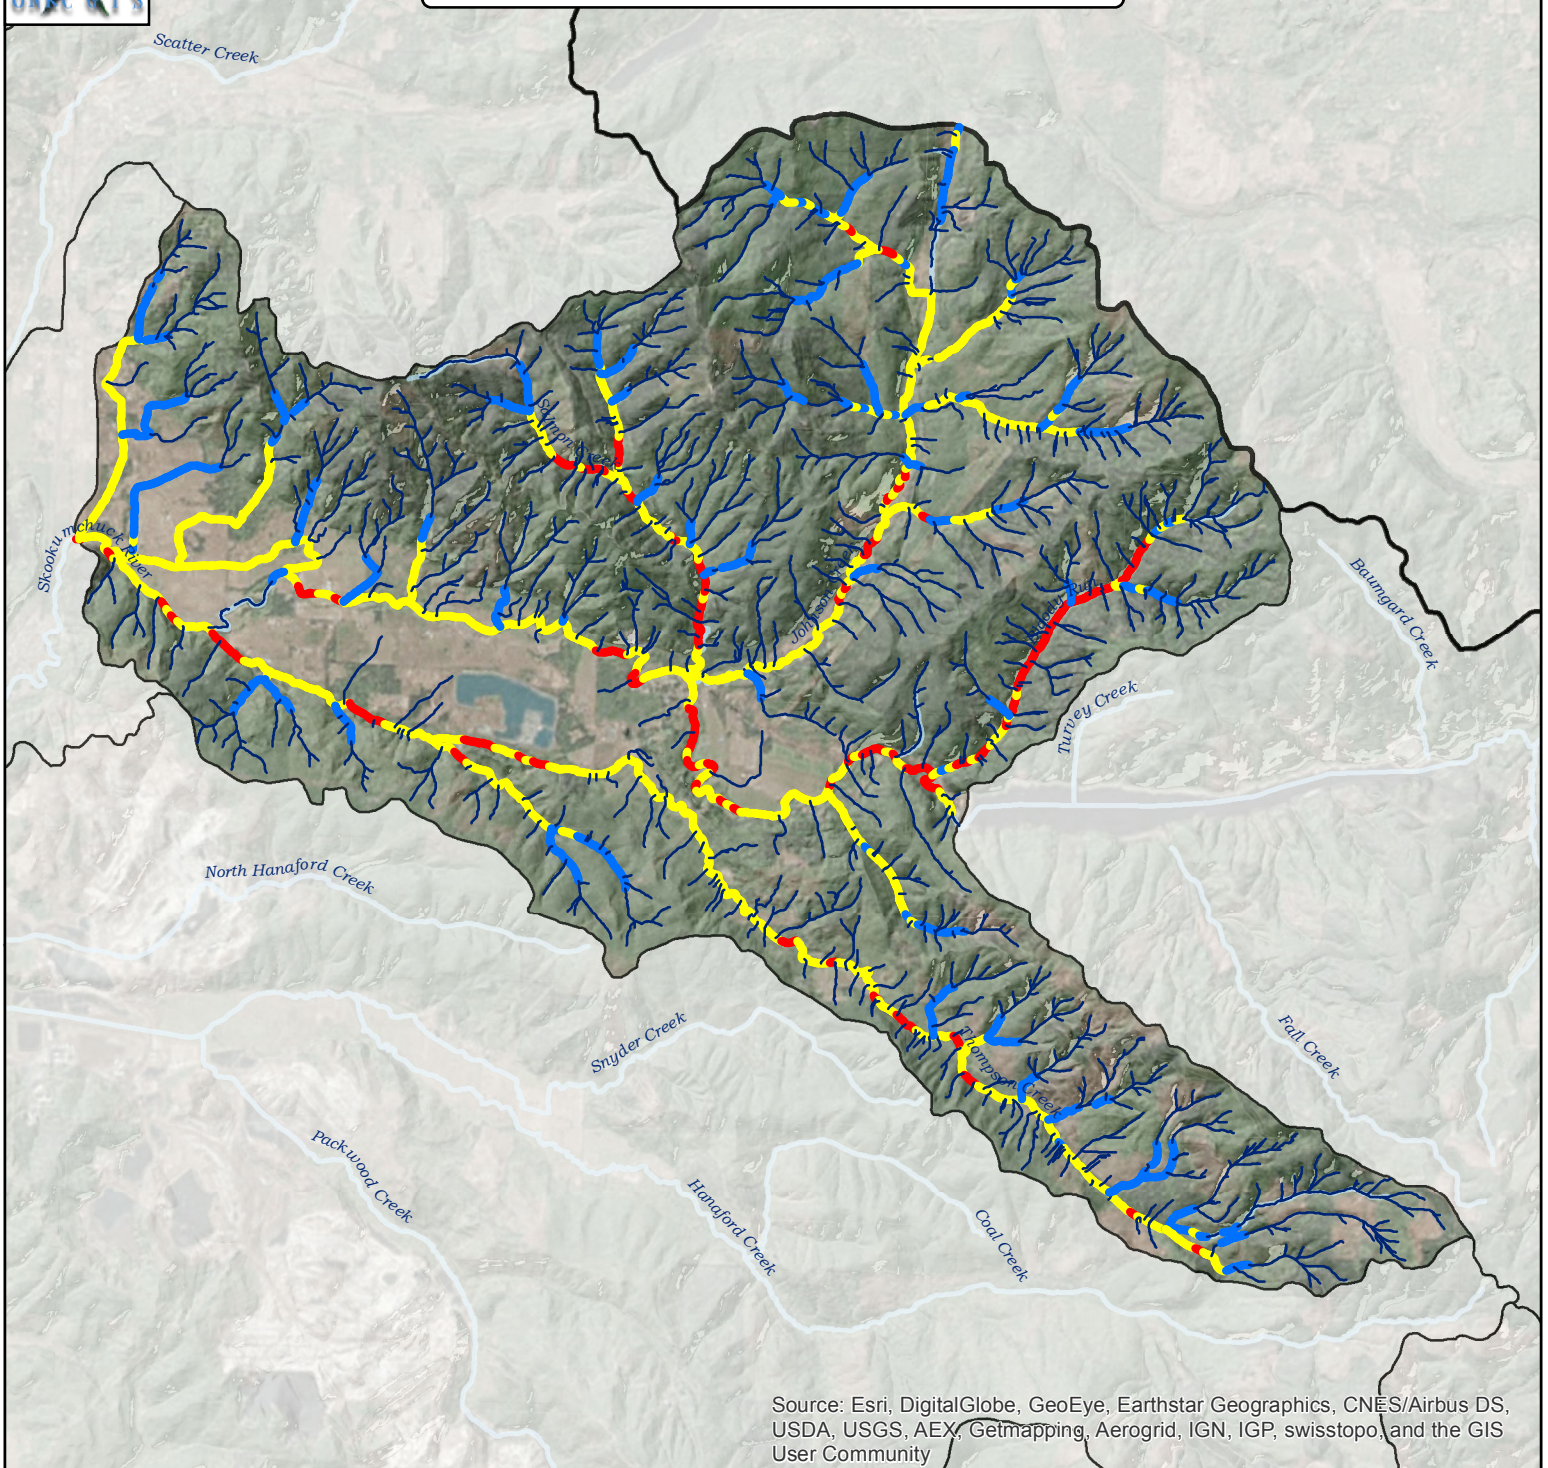 Scatter Creek
Salmon Creek
Skookumchuck River
Johnson Creek
Baumgard Creek
Turvey Creek
North Hanaford Creek
Snyder Creek
Fall Creek
Thompson Creek
Packwood Creek
Hanaford Creek
Coal Creek
Source: Esri, DigitalGlobe, GeoEye, Earthstar Geographics, CNES/Airbus DS,
USDA, USGS, AEX, Getmapping, Aerogrid, IGN, IGP, swisstopo, and the GIS
User Community